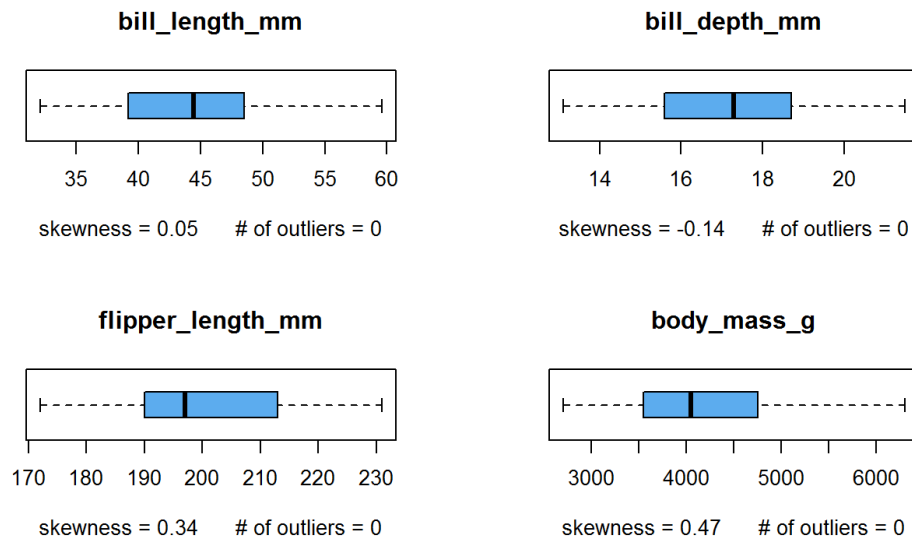 bill_length_mm
35 40 45 50 55 60
skewness = 0.05 # of outliers = 0
bill_depth_mm
14 16 18 20
skewness = -0.14 # of outliers = 0
flipper_length_mm
170 180 190 200 210 220 230
skewness = 0.34 # of outliers = 0
body_mass_g
3000 4000 5000 6000
skewness = 0.47 # of outliers = 0